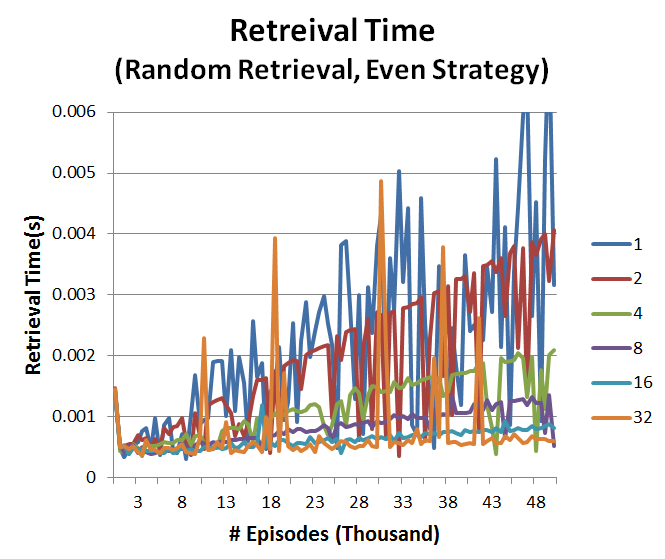 Retreival Time
(Random Retrieval, Even Strategy)
0.006
0.005
0.004
0.003
0.002
0.001
0
Retrieval Time(s)
3 8 13 18 23 28 33 38 43 48
# Episodes (Thousand)
1
2
4
8
16
32